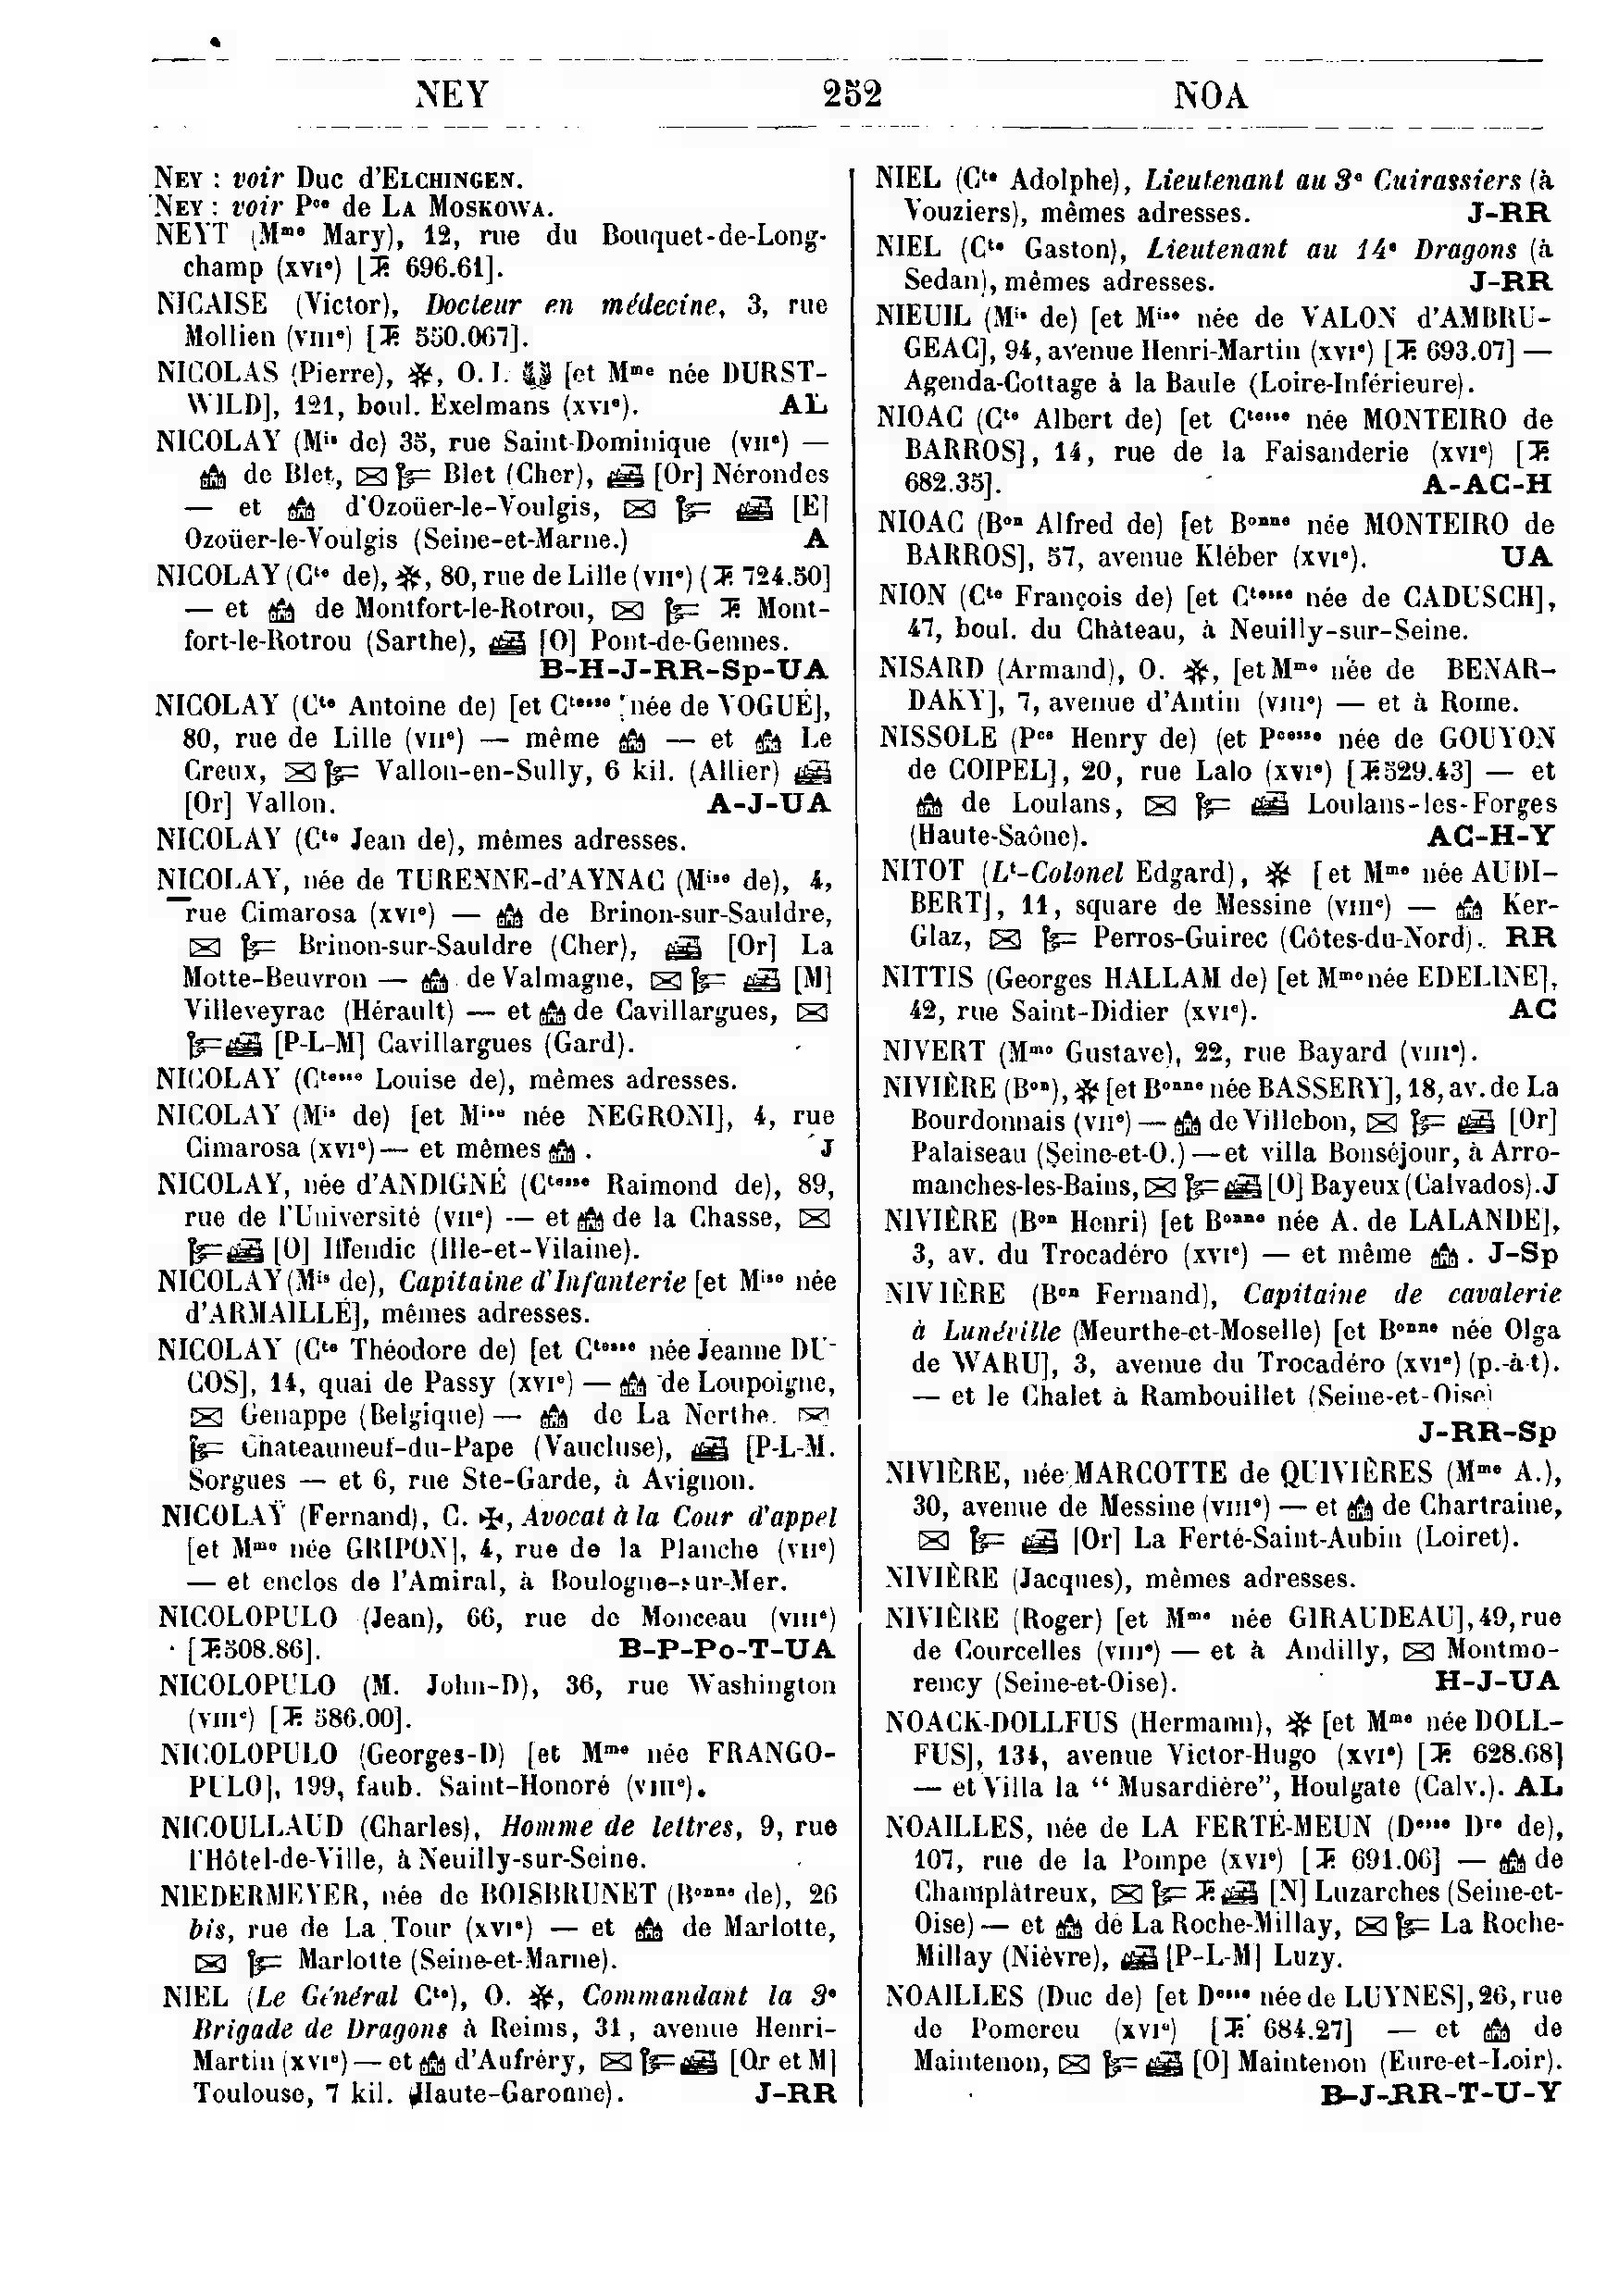 NEY 252 NOA
NEY : voir Duc d'ELCHINGEN.
NEY : voir Pce de LA MOSKOWA.
NEYT (Mme Mary), 12, rue du Bouquet-de-Long-
champ (XVIe) [T. 696.61].
NICAISE (Victor), Docteur en médecine, 3, rue
Mollien (VIIIe) [T. 550.067].
NICOLAS (Pierre), O. I. [et Mme née DURST-
WILD], 121, boul. Exelmans (XVIe). AL
NICOLAY (Mis de) 35, rue Saint-Dominique (VIIe) —
de Blet, Blet (Cher), [Or] Nérondes
— et d'Ozoüer-le-Voulgis, [E]
Ozoüer-le-Voulgis (Seine-et-Marne.) A
NICOLAY (Cte de), 80, rue de Lille (VIIe) (T. 724.50]
— et de Montfort-le-Rotrou, T. Mont-
fort-le-Rotrou (Sarthe), [O] Pont-de-Gennes.
B-H-J-RR-Sp-UA
NICOLAY (Cte Antoine de) [et Ctesse née de VOGUÉ],
80, rue de Lille (VIIe) — même — et Le
Creux, Vallon-en-Sully, 6 kil. (Allier)
[Or] Vallon. A-J-UA
NICOLAY (Cte Jean de), mêmes adresses.
NICOLAY, née de TURENNE-d'AYNAC (Mise de), 4,
rue Cimarosa (XVIe) — de Brinon-sur-Sauldre,
Brinon-sur-Sauldre (Cher), [Or] La
Motte-Beuvron — de Valmagne, [M]
Villeveyrac (Hérault) — et de Cavillargues,
[P-L-M] Cavillargues (Gard).
NICOLAY (Ctesse Louise de), mêmes adresses.
NICOLAY (Mis de) [et Mise née NEGRONI], 4, rue
Cimarosa (XVIe) — et mêmes . J
NICOLAY, née d'ANDIGNÉ (Ctesse Raimond de), 89,
rue de l'Université (VIIe) — et de la Chasse,
[O] Iffendic (Ille-et-Vilaine).
NICOLAY (Mis de), Capitaine d'Infanterie [et Mise née
d'ARMAILLÉ], mêmes adresses.
NICOLAY (Cte Théodore de) [et Ctesse née Jeanne DU-
COS], 14, quai de Passy (XVIe) — de Loupoigne,
Genappe (Belgique) — de La Nerthe.
Chateauneuf-du-Pape (Vaucluse), [P-L-M.
Sorgues — et 6, rue Ste-Garde, à Avignon.
NICOLAŸ (Fernand), C. ✠, Avocat à la Cour d'appel
[et Mme née GRIPON], 4, rue de la Planche (VIIe)
— et enclos de l'Amiral, à Boulogne-sur-Mer.
NICOLOPULO (Jean), 66, rue de Monceau (VIIIe)
[T. 508.86]. B-P-Po-T-UA
NICOLOPULO (M. John-D), 36, rue Washington
(VIIIe) [T. 586.00].
NICOLOPULO (Georges-D) [et Mme née FRANGO-
PULO], 199, faub. Saint-Honoré (VIIIe).
NICOULLAUD (Charles), Homme de lettres, 9, rue
l'Hôtel-de-Ville, à Neuilly-sur-Seine.
NIEDERMEYER, née de BOISBRUNET (Bonne de), 26
bis, rue de La Tour (XVIe) — et de Marlotte,
Marlotte (Seine-et-Marne).
NIEL (Le Général Cte), O. Commandant la 3e
Brigade de Dragons à Reims, 31, avenue Henri-
Martin (XVIe) — et d'Aufréry, [Or et M]
Toulouse, 7 kil. (Haute-Garonne). J-RR
NIEL (Cte Adolphe), Lieutenant au 3e Cuirassiers (à
Vouziers), mêmes adresses. J-RR
NIEL (Cte Gaston), Lieutenant au 14e Dragons (à
Sedan), mêmes adresses. J-RR
NIEUIL (Mis de) [et Mise née de VALON d'AMBRU-
GEAC], 94, avenue Henri-Martin (XVIe) [T. 693.07] —
Agenda-Cottage à la Baule (Loire-Inférieure).
NIOAC (Cte Albert de) [et Ctesse née MONTEIRO de
BARROS], 14, rue de la Faisanderie (XVIe) [T.
682.35]. A-AC-H
NIOAC (Bon Alfred de) [et Bonne née MONTEIRO de
BARROS], 57, avenue Kléber (XVIe). UA
NION (Cte François de) [et Ctesse née de CADUSCH],
47, boul. du Château, à Neuilly-sur-Seine.
NISARD (Armand), O. [et Mme née de BENAR-
DAKY], 7, avenue d'Antin (VIIIe) — et à Rome.
NISSOLE (Pce Henry de) (et Pcesse née de GOUYON
de COIPEL], 20, rue Lalo (XVIe) [T. 529.43] — et
de Loulans, Loulans-les-Forges
(Haute-Saône). AC-H-Y
NITOT (Lt-Colonel Edgard), [et Mme née AUDI-
BERT], 11, square de Messine (VIIIe) — Ker-
Glaz, Perros-Guirec (Côtes-du-Nord). RR
NITTIS (Georges HALLAM de) [et Mme née EDELINE],
42, rue Saint-Didier (XVIe). AC
NIVERT (Mme Gustave), 22, rue Bayard (VIIIe).
NIVIÈRE (Bon), [et Bonne née BASSERY], 18, av. de La
Bourdonnais (VIIe) — de Villebon, [Or]
Palaiseau (Seine-et-O.) — et villa Bonséjour, à Arro-
manches-les-Bains, [O] Bayeux (Calvados). J
NIVIÈRE (Bon Henri) [et Bonne née A. de LALANDE],
3, av. du Trocadéro (XVIe) — et même . J-Sp
NIVIÈRE (Bon Fernand), Capitaine de cavalerie
à Lunéville (Meurthe-et-Moselle) [et Bonne née Olga
de WARU], 3, avenue du Trocadéro (XVIe) (p.-à-t).
— et le Chalet à Rambouillet (Seine-et-Oise)
J-RR-Sp
NIVIÈRE, née MARCOTTE de QUIVIÈRES (Mme A.),
30, avenue de Messine (VIIIe) — et de Chartraine,
[Or] La Ferté-Saint-Aubin (Loiret).
NIVIÈRE (Jacques), mêmes adresses.
NIVIÈRE (Roger) [et Mme née GIRAUDEAU], 49, rue
de Courcelles (VIIIe) — et à Andilly, Montmo-
rency (Seine-et-Oise). H-J-UA
NOACK-DOLLFUS (Hermann), [et Mme née DOLL-
FUS], 134, avenue Victor-Hugo (XVIe) [T. 628.68]
— et Villa la “ Musardière”, Houlgate (Calv.). AL
NOAILLES, née de LA FERTÉ-MEUN (Desse Dre de),
107, rue de la Pompe (XVIe) [T. 691.06] — de
Champlâtreux, T. [N] Luzarches (Seine-et-
Oise) — et de La Roche-Millay, La Roche-
Millay (Nièvre), [P-L-M] Luzy.
NOAILLES (Duc de) [et Desse née de LUYNES], 26, rue
de Pomereu (XVIe) [T. 684.27] — et de
Maintenon, [O] Maintenon (Eure-et-Loir).
B-J-RR-T-U-Y